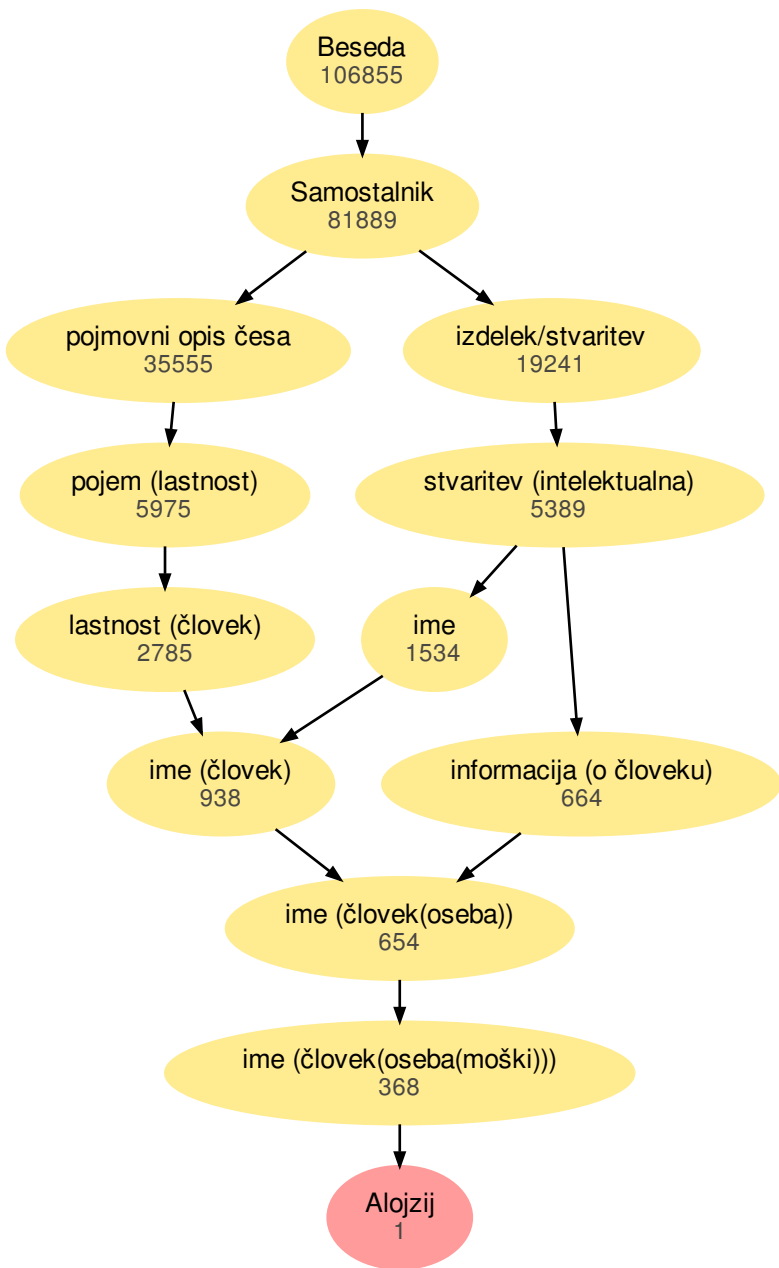 Beseda
106855
Samostalnik
81889
pojmovni opis česa
35555
izdelek/stvaritev
19241
pojem (lastnost)
5975
stvaritev (intelektualna)
5389
lastnost (človek)
2785
ime
1534
ime (človek)
938
informacija (o človeku)
664
ime (človek(oseba))
654
ime (človek(oseba(moški)))
368
Alojzij
1